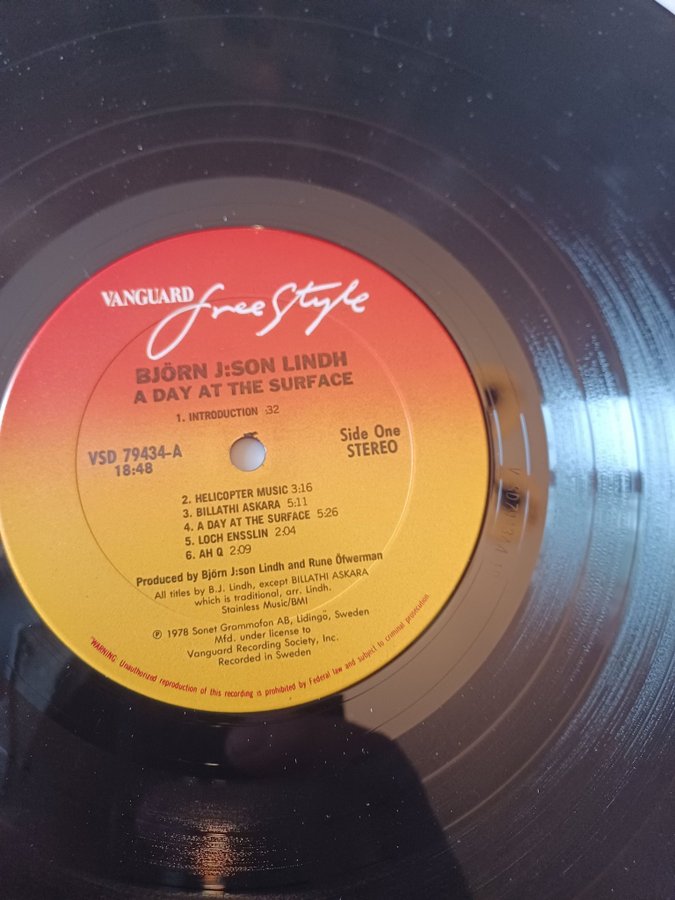 VANGUARD freestyle
BJÖRN J:SON LINDH
A DAY AT THE SURFACE
1. INTRODUCTION :32
VSD 79434-A
18:48
Side One
STEREO
2. HELICOPTER MUSIC 3:16
3. BILLATHI ASKARA 5:11
4. A DAY AT THE SURFACE 5:26
5. LOCH ENSSLIN 2:04
6. AH Q 2:09
Produced by Björn J:son Lindh and Rune Öfwerman
All titles by B.J. Lindh, except BILLATHI ASKARA
which is traditional, arr. Lindh.
Stainless Music/BMI
℗ 1978 Sonet Grammofon AB, Lidingö, Sweden
Mfd. under license to
Vanguard Recording Society, Inc.
Recorded in Sweden
"WARNING: Unauthorized reproduction of this recording is prohibited by Federal law and subject to criminal prosecution